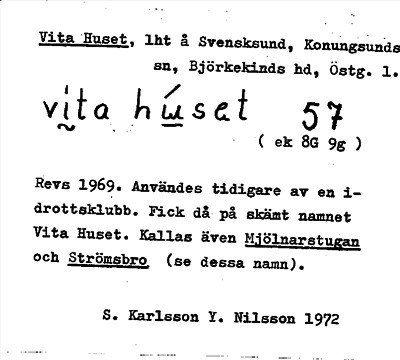 Vita Huset, lht å Svensksund, Konungsunds
sn, Björkekinds hd, Östg. l.
vita húset 57
( ek 8G 9g )
Revs 1969. Användes tidigare av en i-
drottsklubb. Fick då på skämt namnet
Vita Huset. Kallas även Mjölnarstugan
och Strömsbro (se dessa namn).
S. Karlsson Y. Nilsson 1972